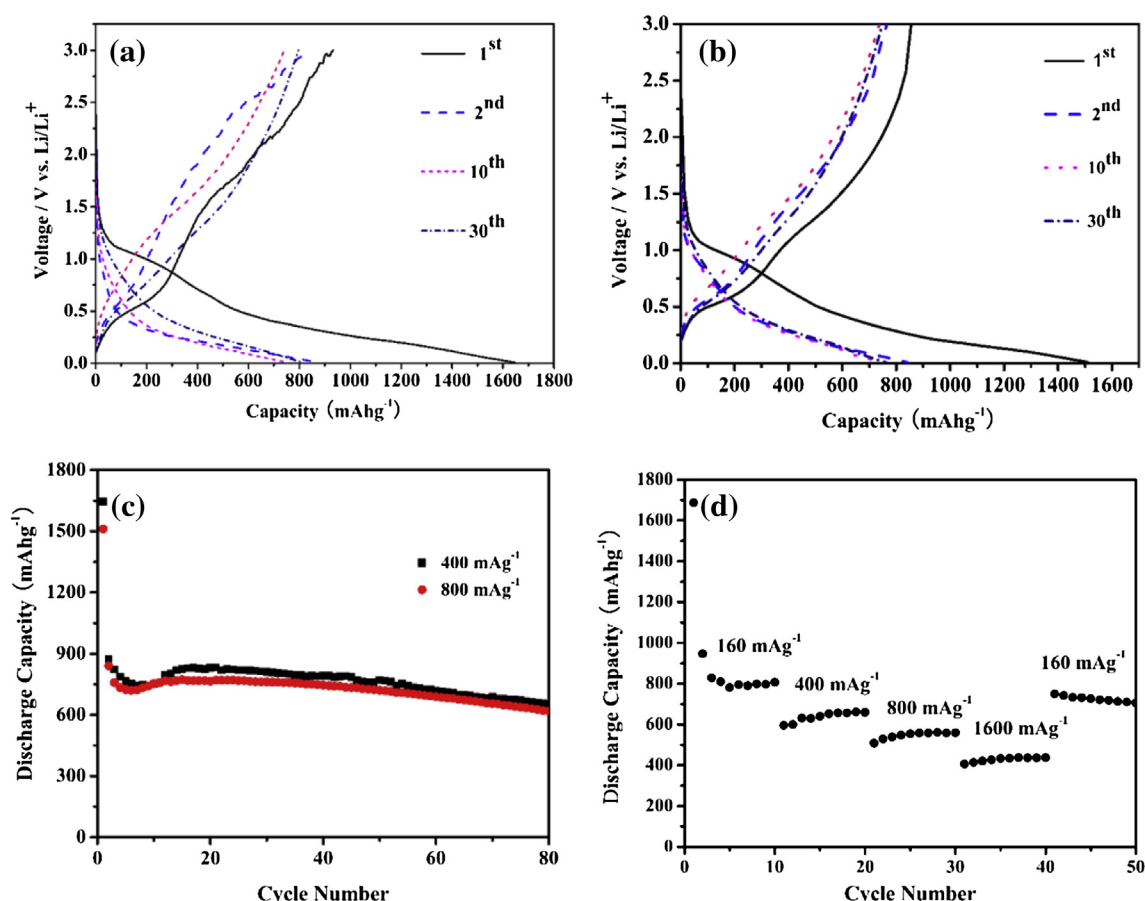 (a)
1st
2nd
10th
30th
3.0
2.5
2.0
1.5
1.0
0.5
0.0
Voltage / V vs. Li/Li+
0 200 400 600 800 1000 1200 1400 1600 1800
Capacity (mAhg-1)
(b)
1st
2nd
10th
30th
3.0
2.5
2.0
1.5
1.0
0.5
0.0
Voltage / V vs. Li/Li+
0 200 400 600 800 1000 1200 1400 1600
Capacity (mAhg-1)
(c)
400 mAg-1
800 mAg-1
1800
1500
1200
900
600
300
0
Discharge Capacity (mAhg-1)
0 20 40 60 80
Cycle Number
(d)
1800
1600
1400
1200
1000
800
600
400
200
0
Discharge Capacity (mAhg-1)
160 mAg-1
400 mAg-1
800 mAg-1
1600 mAg-1
160 mAg-1
0 10 20 30 40 50
Cycle Number